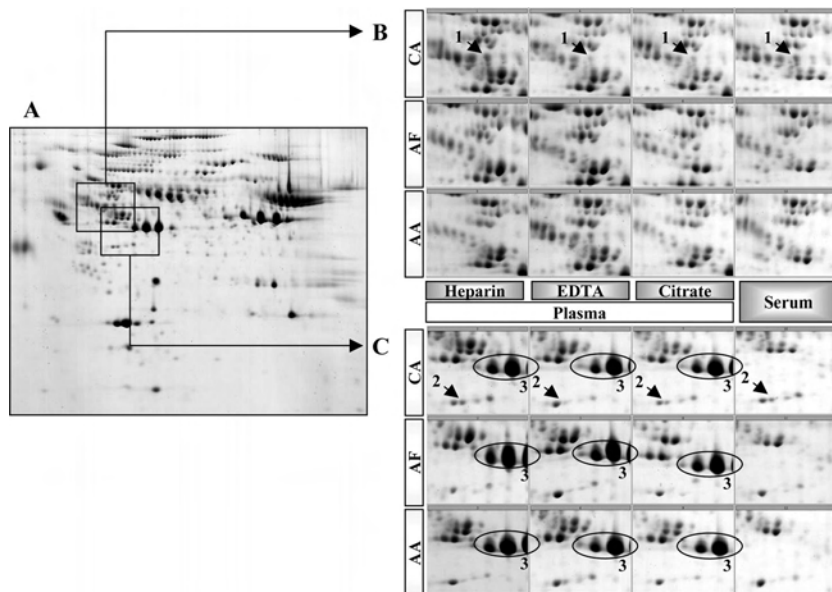 A
B
CA
1 1 1 1
AF
AA
Heparin EDTA Citrate Serum
Plasma
C
CA
2 2 2 2
3 3 3
AF
3 3 3
AA
3 3 3